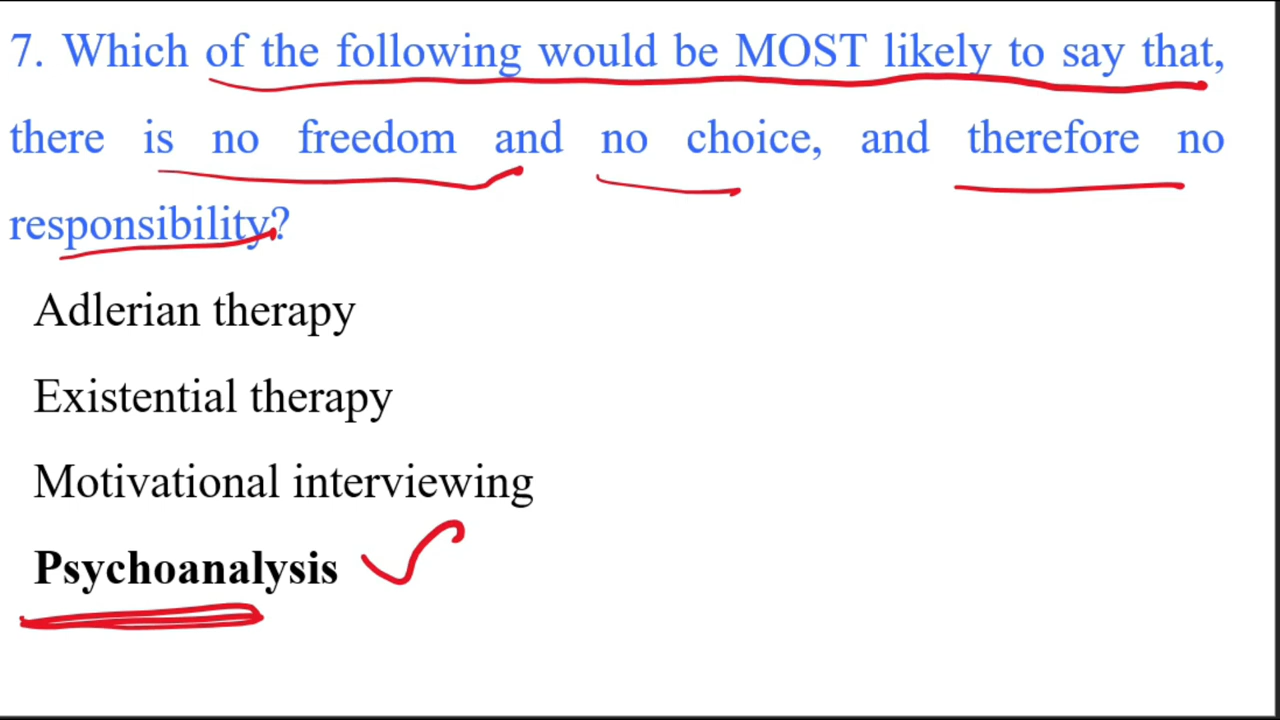 7. Which of the following would be MOST likely to say that,
there is no freedom and no choice, and therefore no
responsibility?
Adlerian therapy
Existential therapy
Motivational interviewing
Psychoanalysis